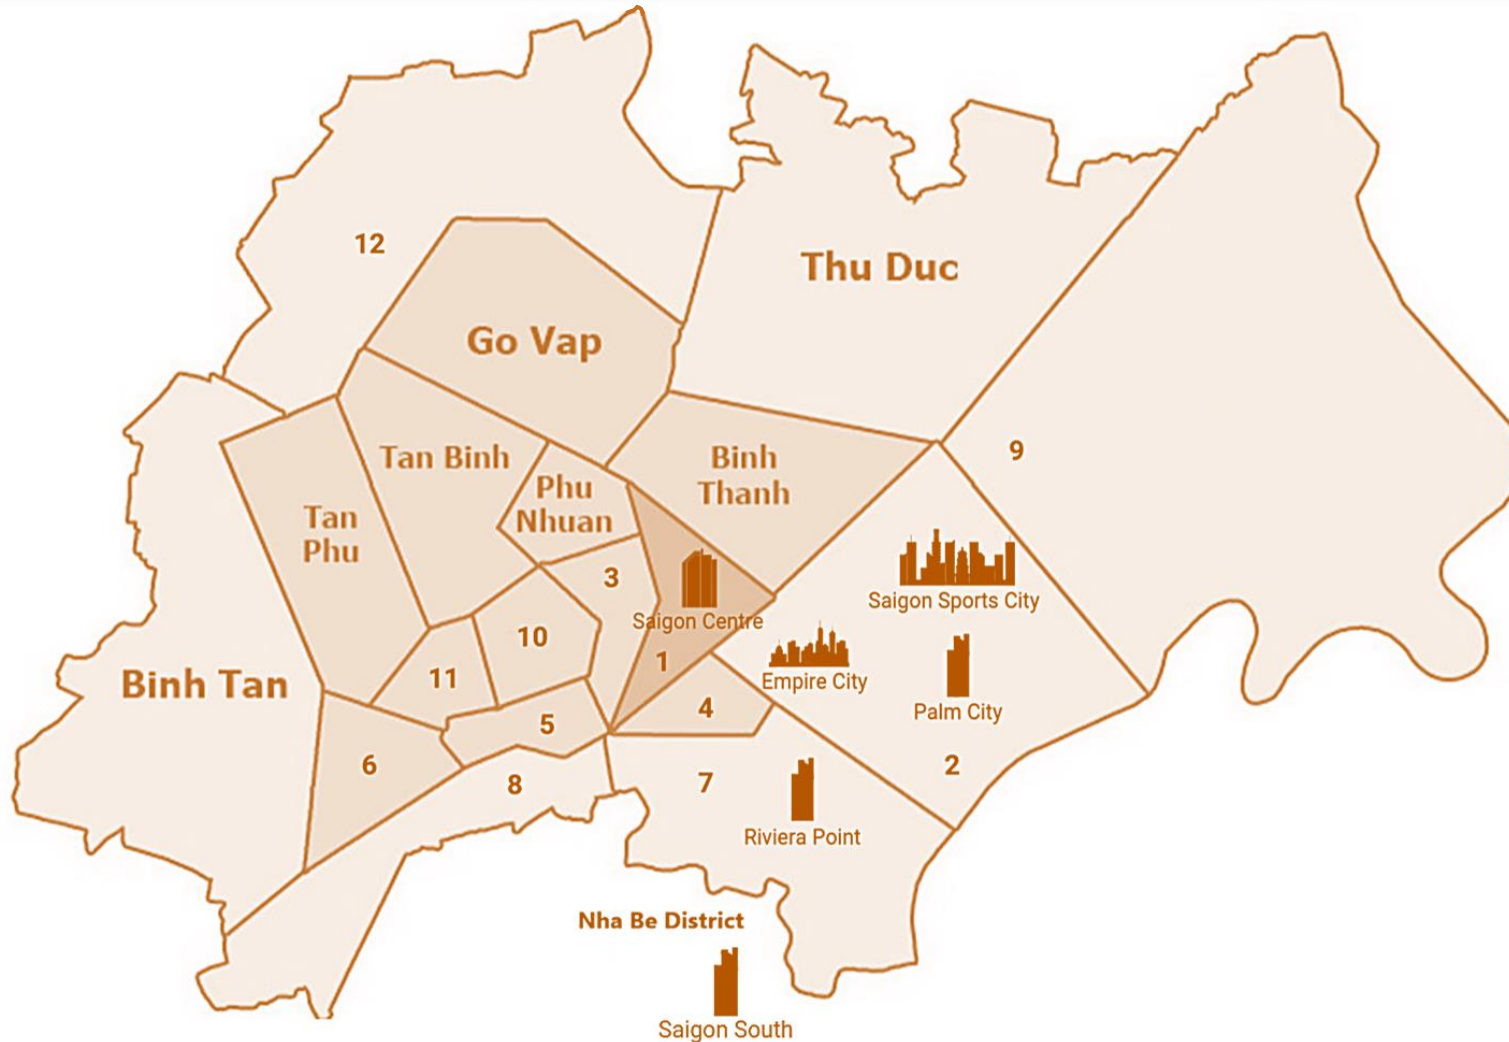 12
Thu Duc
Go Vap
Tan Binh
Binh
Thanh
9
Phu
Nhuan
Tan
Phu
3
Saigon Sports City
Saigon Centre
10
1
Empire City
11
Binh Tan
4
Palm City
5
6
2
8
7
Riviera Point
Nha Be District
Saigon South